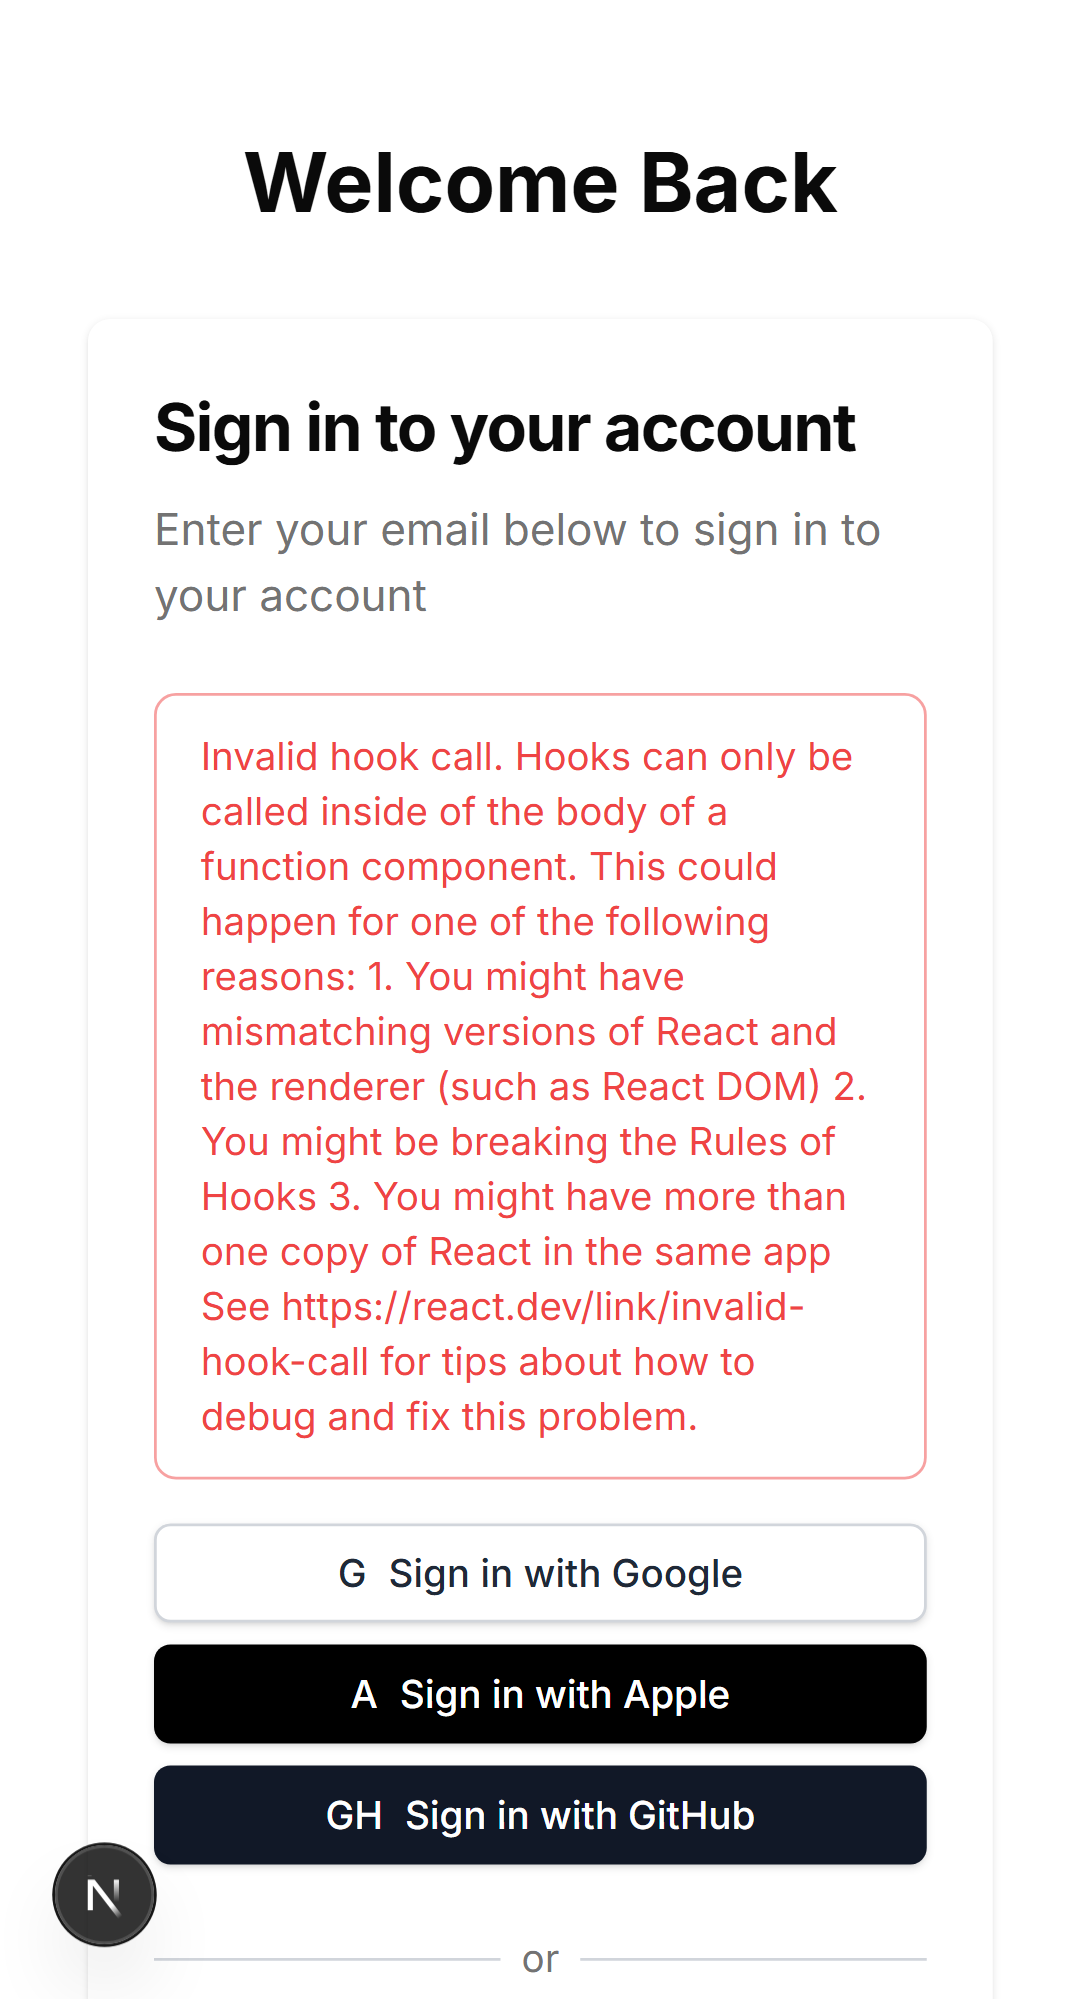 Welcome Back
Sign in to your account
Enter your email below to sign in to
your account
Invalid hook call. Hooks can only be
called inside of the body of a
function component. This could
happen for one of the following
reasons: 1. You might have
mismatching versions of React and
the renderer (such as React DOM) 2.
You might be breaking the Rules of
Hooks 3. You might have more than
one copy of React in the same app
See https://react.dev/link/invalid-
hook-call for tips about how to
debug and fix this problem.
G Sign in with Google
A Sign in with Apple
GH Sign in with GitHub
N
or